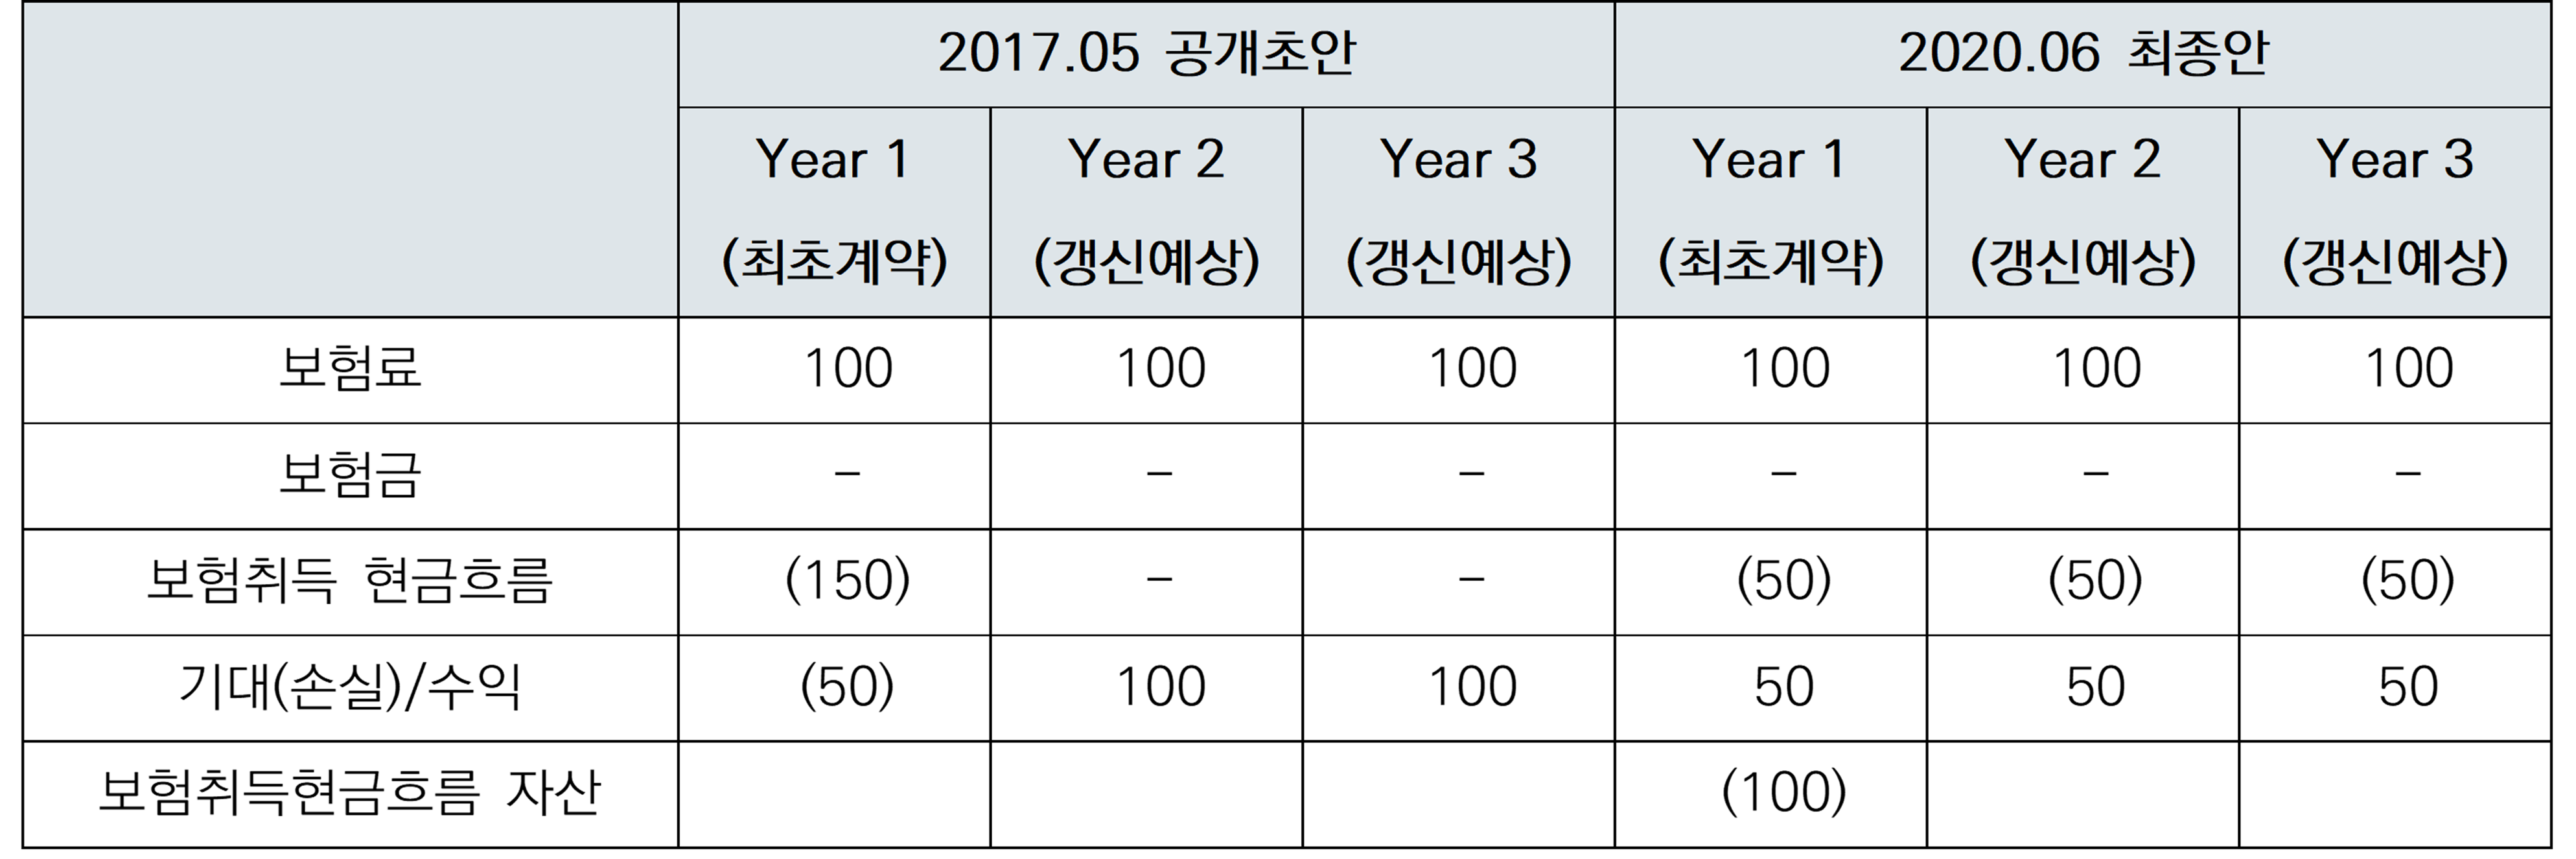 2017.05 공개초안 2020.06 최종안
Year 1 Year 2 Year 3 Year 1 Year 2 Year 3
(최초계약) (갱신예상) (갱신예상) (최초계약) (갱신예상) (갱신예상)
보험료 100 100 100 100 100 100
보험금 – – – – – –
보험취득 현금흐름 (150) – – (50) (50) (50)
기대(손실)/수익 (50) 100 100 50 50 50
보험취득현금흐름 자산 (100)